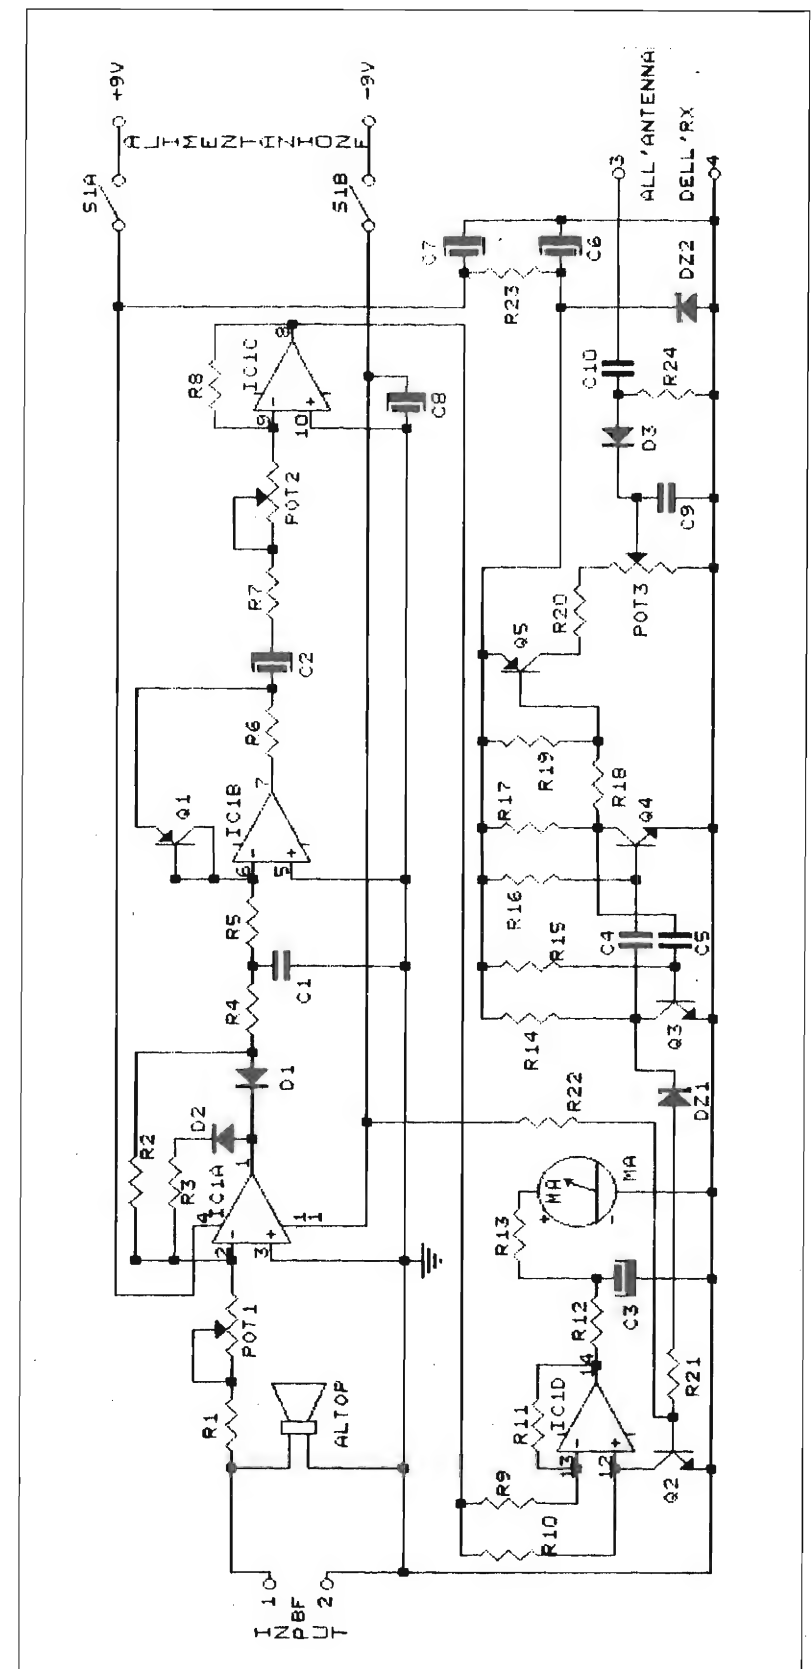 S1A
+9V
S1B
-9V
ALIMENTAZIONE
R2
R3
D2
IC1A
4
2
-
3
+
1
11
R1
POT1
ALTOP
1
2
INPUT
BF
D1
R4
C1
R5
Q1
IC1B
6
-
5
+
7
R6
C2
R7
POT2
R8
IC1C
9
-
10
+
8
C8
C7
R23
C6
DZ2
3
ALL'ANTENNA
DELL'RX
4
C10
R24
D3
C9
POT3
R20
Q5
R19
R18
R17
Q4
R16
R15
C4
C5
R14
Q3
DZ1
R22
MA
MA
+
-
R13
R12
C3
14
IC1D
R11
13
-
12
+
R9
R10
R21
Q2